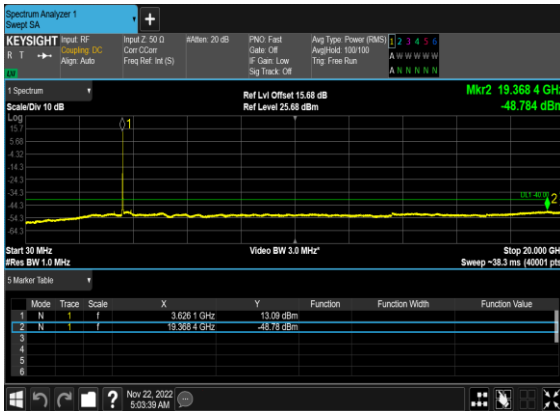 Spectrum Analyzer 1
Swept SA
KEYSIGHT
R T
LNI
Input: RF
Coupling: DC
Align: Auto
Input Z: 50 Ω
Corr CCorr
Freq Ref: Int (S)
#Atten: 20 dB
PNO: Fast
Gate: Off
IF Gain: Low
Sig Track: Off
Avg Type: Power (RMS)
Avg|Hold: 100/100
Trig: Free Run
1 2 3 4 5 6
A W W W W W
A N N N N N
1 Spectrum
Scale/Div 10 dB
Ref Lvl Offset 15.68 dB
Ref Level 25.68 dBm
Mkr2 19.368 4 GHz
-48.784 dBm
Log
15.7
5.68
-4.32
-14.3
-24.3
-34.3
-44.3
-54.3
-64.3
1
DL1 -40.00
2
Start 30 MHz
#Res BW 1.0 MHz
Video BW 3.0 MHz*
Stop 20.000 GHz
Sweep ~38.3 ms (40001 pts)
5 Marker Table
Mode Trace Scale X Y Function Function Width Function Value
1 N 1 f 3.626 1 GHz 13.09 dBm
2 N 1 f 19.368 4 GHz -48.78 dBm
3
4
5
6
?
Nov 22, 2022
5:03:39 AM